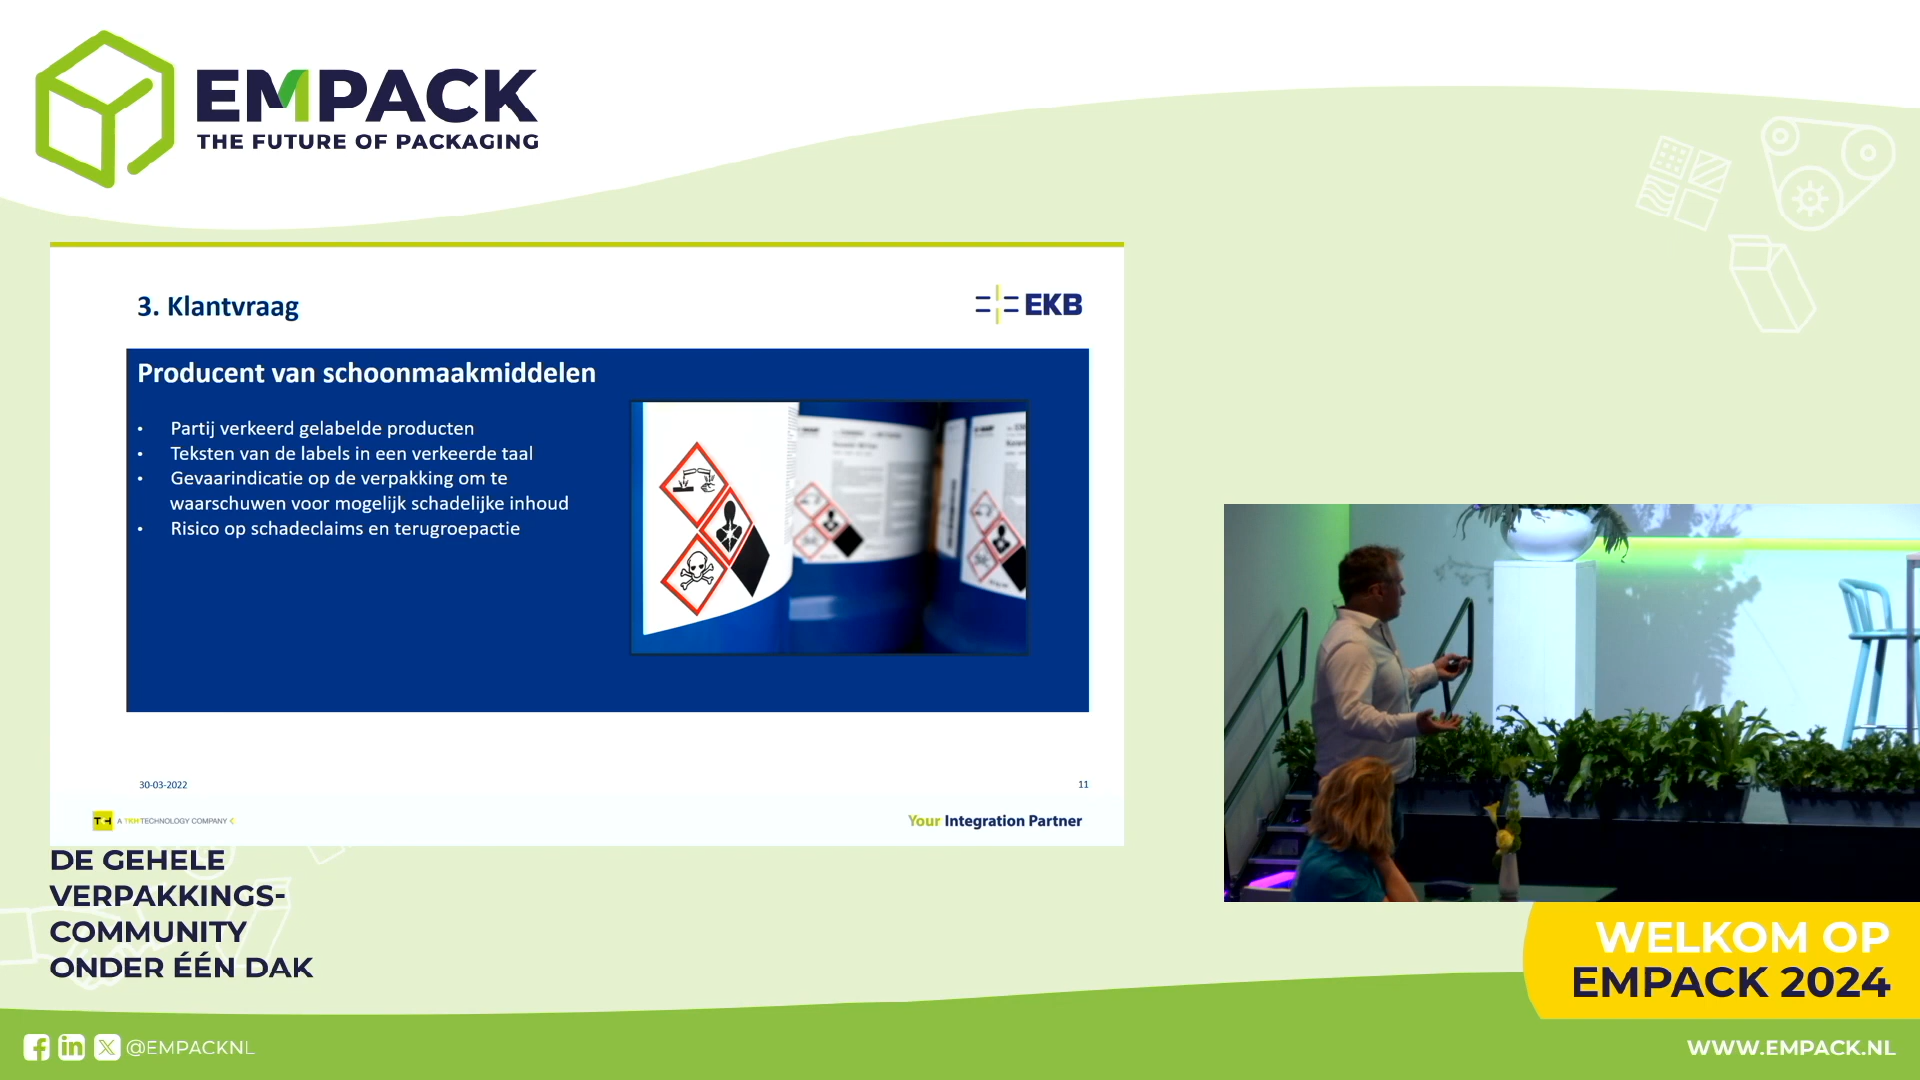 EMPACK
THE FUTURE OF PACKAGING
3. Klantvraag
EKB
Producent van schoonmaakmiddelen
• Partij verkeerd gelabelde producten
• Teksten van de labels in een verkeerde taal
• Gevaarindicatie op de verpakking om te
waarschuwen voor mogelijk schadelijke inhoud
• Risico op schadeclaims en terugroepactie
30-03-2022
11
A TKH TECHNOLOGY COMPANY
Your Integration Partner
DE GEHELE
VERPAKKINGS-
COMMUNITY
ONDER ÉÉN DAK
WELKOM OP
EMPACK 2024
@EMPACKNL
WWW.EMPACK.NL